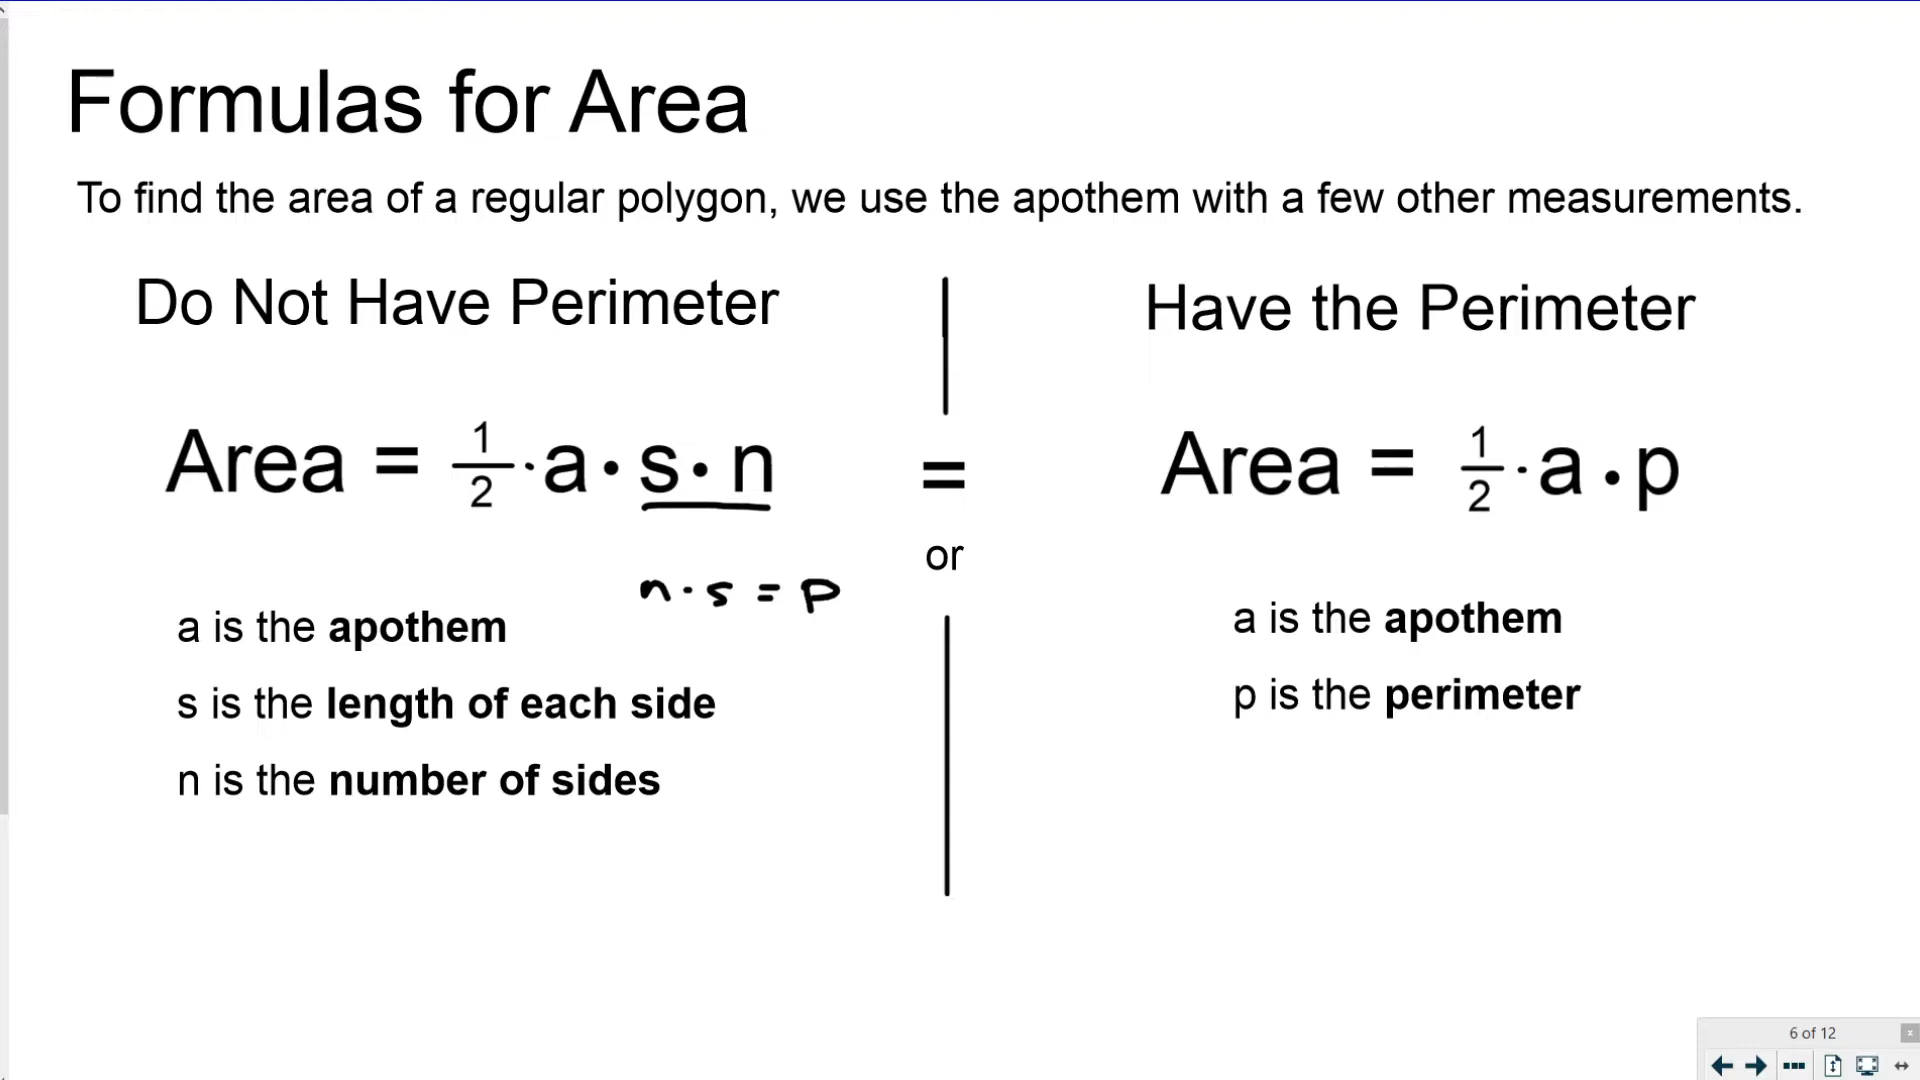 Formulas for Area
To find the area of a regular polygon, we use the apothem with a few other measurements.
Do Not Have Perimeter
Area = 1/2 · a · s · n
n · s = p
a is the apothem
s is the length of each side
n is the number of sides
=
or
Have the Perimeter
Area = 1/2 · a · p
a is the apothem
p is the perimeter
6 of 12